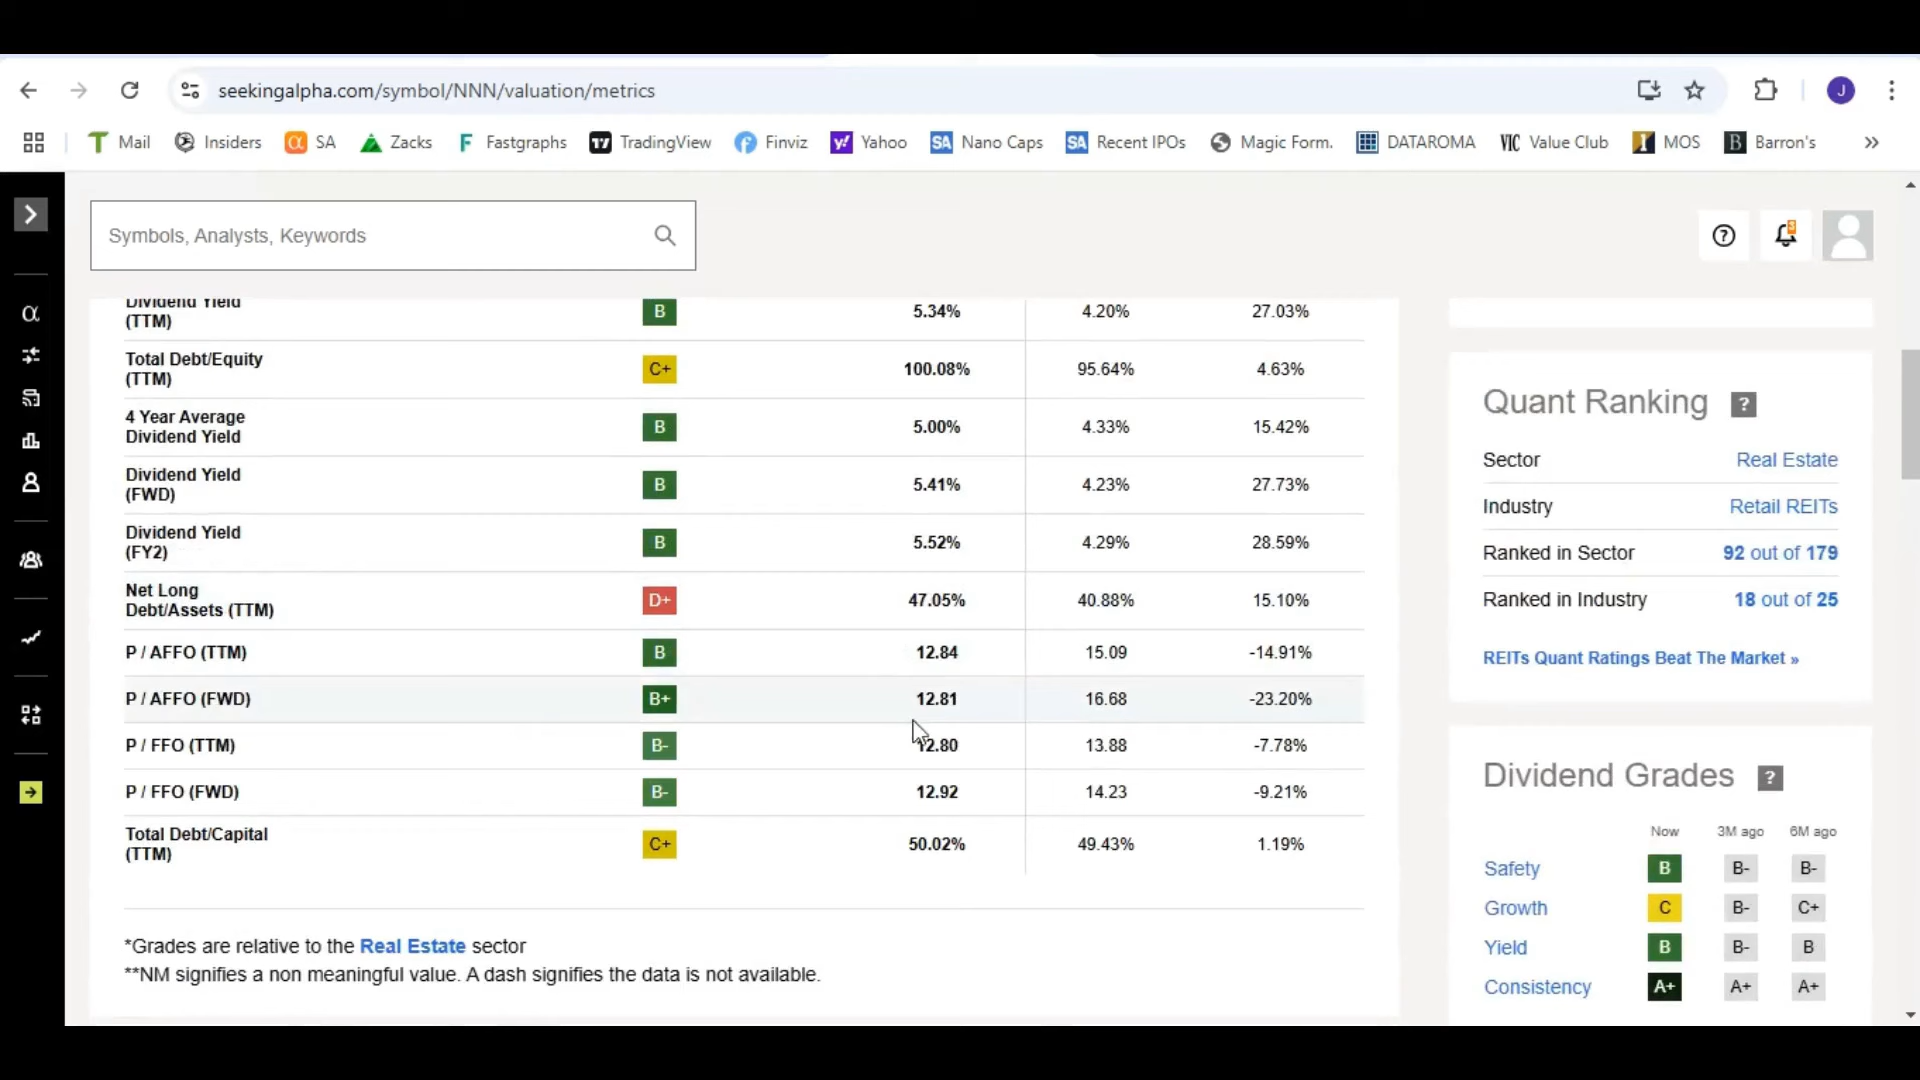 seekingalpha.com/symbol/NNN/valuation/metrics
J
Mail Insiders SA Zacks Fastgraphs TradingView Finviz Yahoo Nano Caps Recent IPOs Magic Form. DATAROMA VIC Value Club MOS Barron's »
Symbols, Analysts, Keywords
Dividend Yield
(TTM) B 5.34% 4.20% 27.03%
Total Debt/Equity
(TTM) C+ 100.08% 95.64% 4.63%
4 Year Average
Dividend Yield B 5.00% 4.33% 15.42%
Dividend Yield
(FWD) B 5.41% 4.23% 27.73%
Dividend Yield
(FY2) B 5.52% 4.29% 28.59%
Net Long
Debt/Assets (TTM) D+ 47.05% 40.88% 15.10%
P / AFFO (TTM) B 12.84 15.09 -14.91%
P / AFFO (FWD) B+ 12.81 16.68 -23.20%
P / FFO (TTM) B- 12.80 13.88 -7.78%
P / FFO (FWD) B- 12.92 14.23 -9.21%
Total Debt/Capital
(TTM) C+ 50.02% 49.43% 1.19%
*Grades are relative to the Real Estate sector
**NM signifies a non meaningful value. A dash signifies the data is not available.
Quant Ranking ?
Sector Real Estate
Industry Retail REITs
Ranked in Sector 92 out of 179
Ranked in Industry 18 out of 25
REITs Quant Ratings Beat The Market »
Dividend Grades ?
Now 3M ago 6M ago
Safety B B- B-
Growth C B- C+
Yield B B- B
Consistency A+ A+ A+